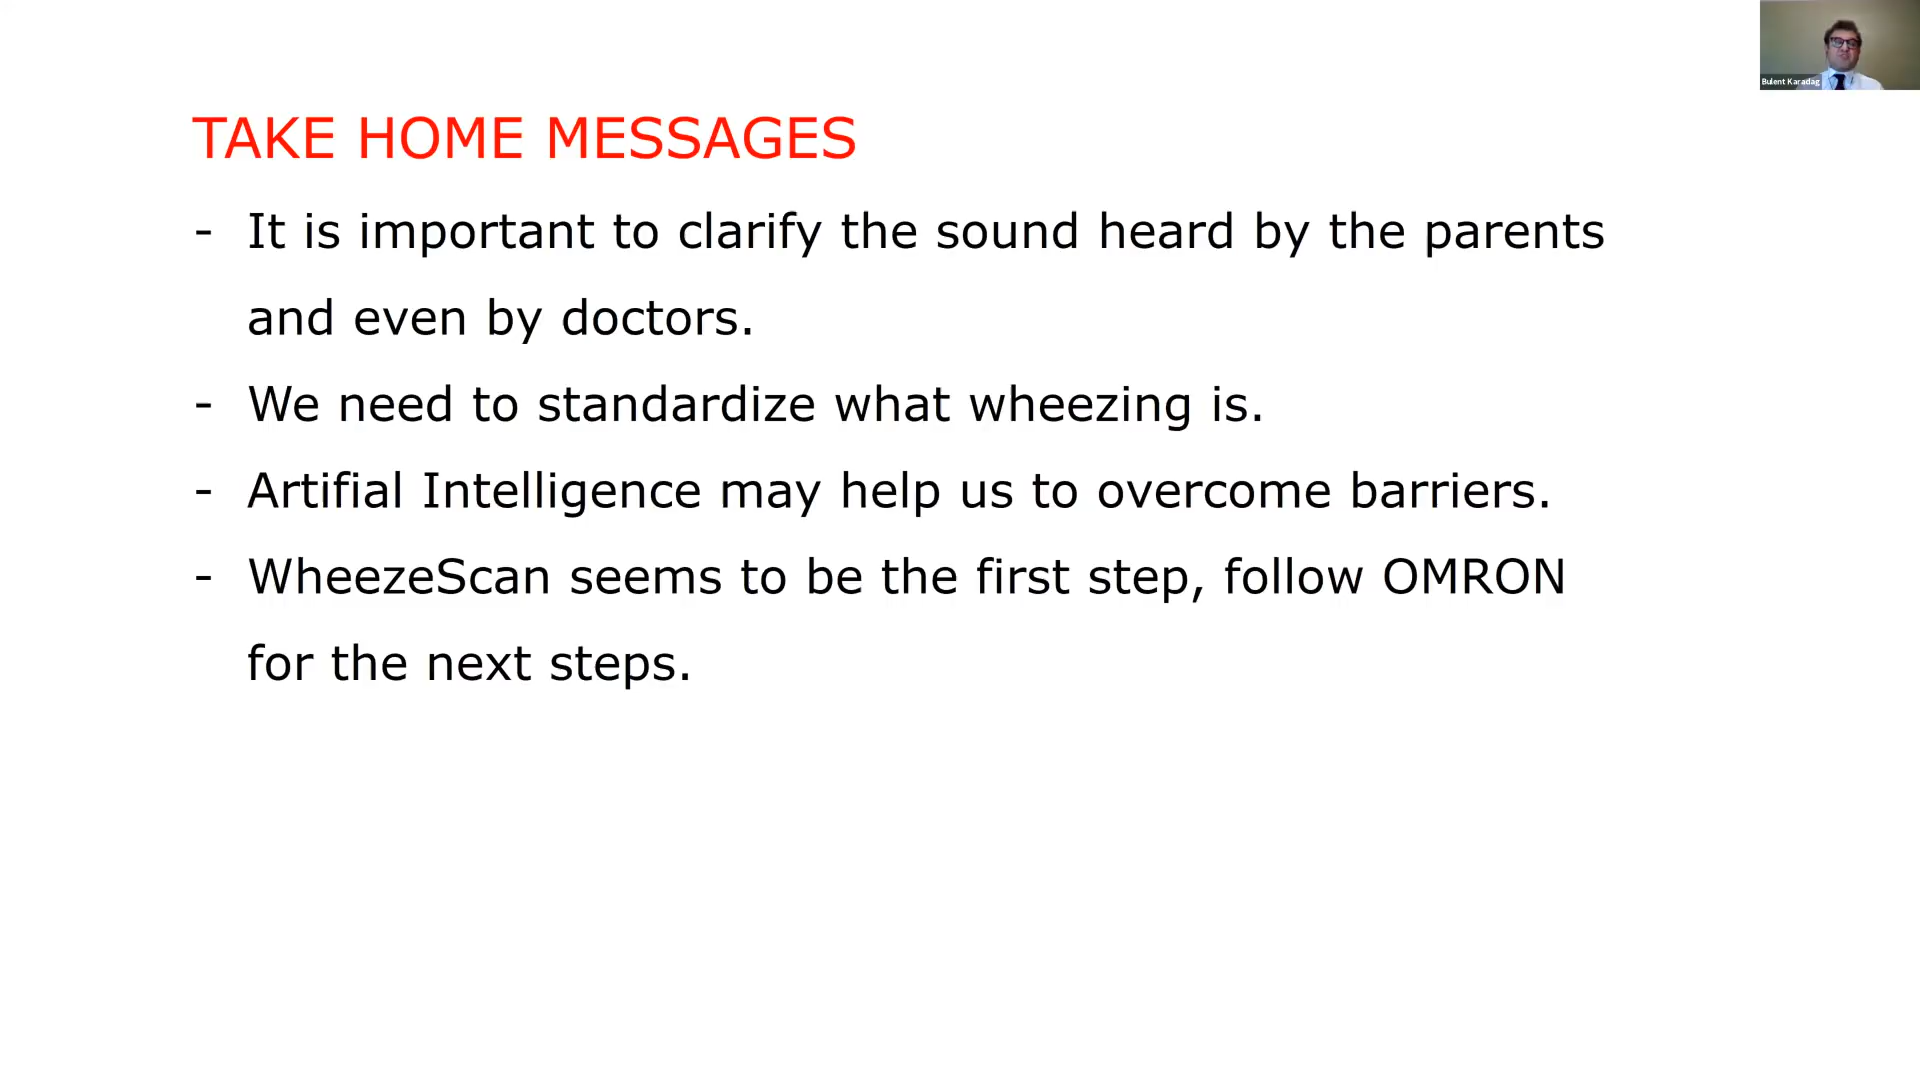 Bulent Karadag
TAKE HOME MESSAGES
- It is important to clarify the sound heard by the parents
and even by doctors.
- We need to standardize what wheezing is.
- Artifial Intelligence may help us to overcome barriers.
- WheezeScan seems to be the first step, follow OMRON
for the next steps.